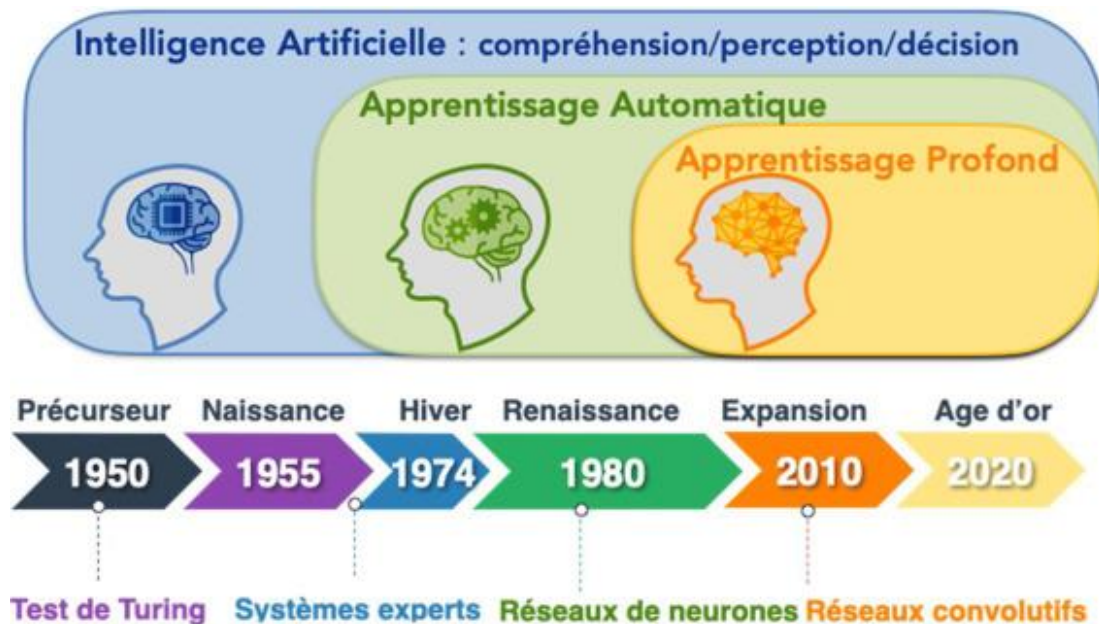 Intelligence Artificielle : compréhension/perception/décision
Apprentissage Automatique
Apprentissage Profond
Précurseur Naissance Hiver Renaissance Expansion Age d'or
1950 1955 1974 1980 2010 2020
Test de Turing Systèmes experts Réseaux de neurones Réseaux convolutifs